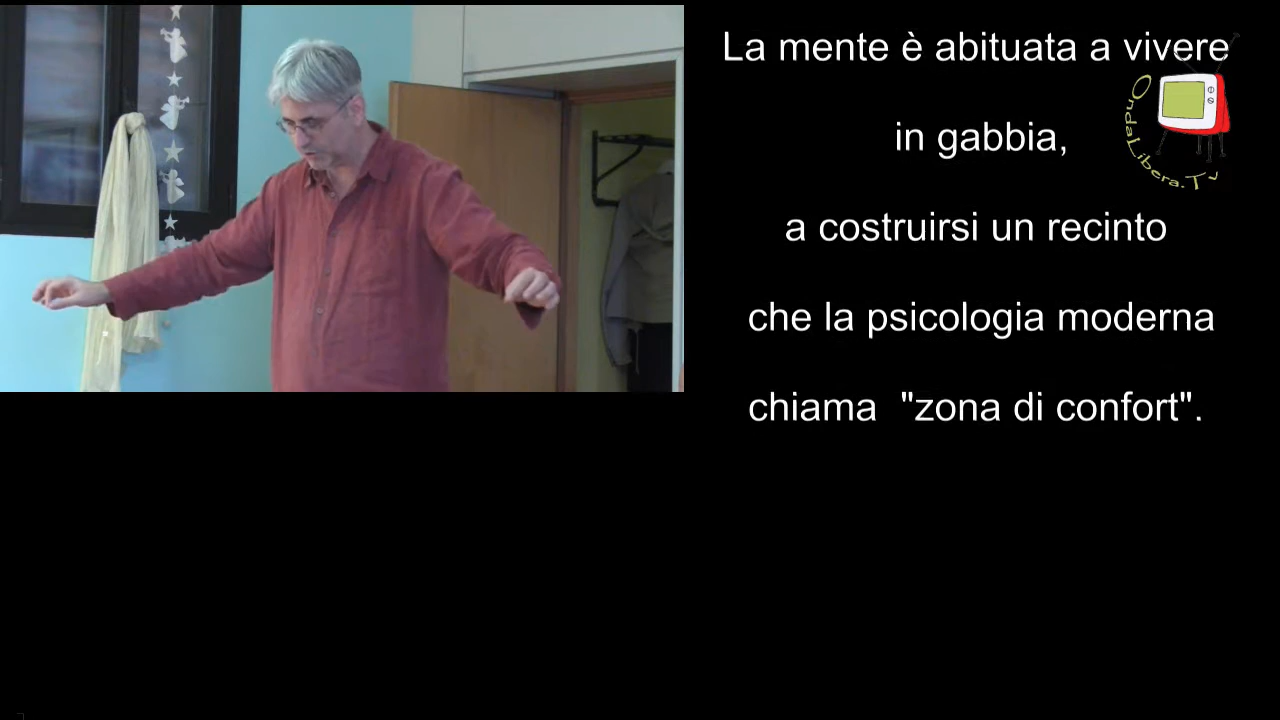 La mente è abituata a vivere
in gabbia,
a costruirsi un recinto
che la psicologia moderna
chiama "zona di confort".
OndaLibera.Tv